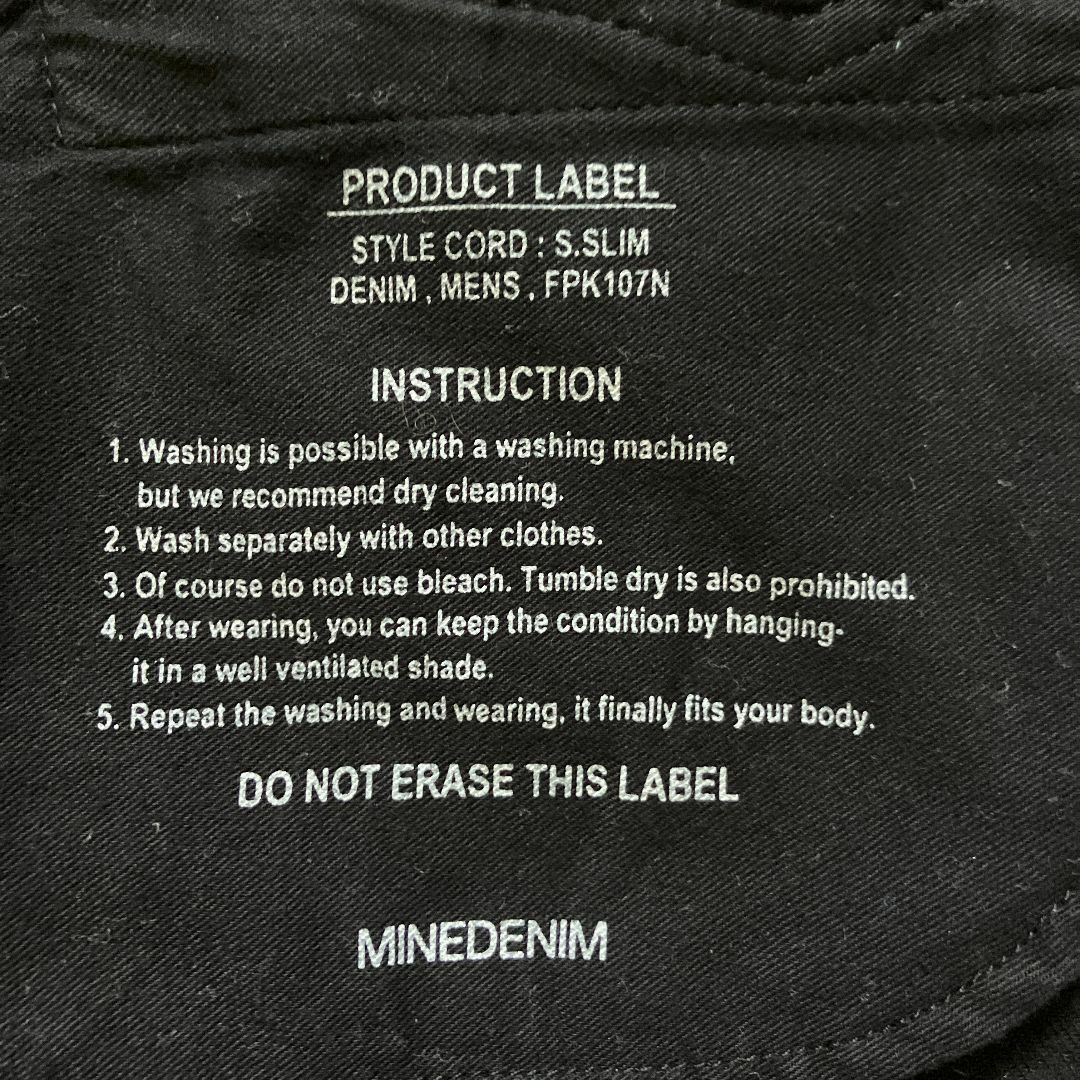 PRODUCT LABEL
STYLE CORD : S.SLIM
DENIM , MENS , FPK107N
INSTRUCTION
1. Washing is possible with a washing machine,
but we recommend dry cleaning.
2. Wash separately with other clothes.
3. Of course do not use bleach. Tumble dry is also prohibited.
4. After wearing, you can keep the condition by hanging-
it in a well ventilated shade.
5. Repeat the washing and wearing, it finally fits your body.
DO NOT ERASE THIS LABEL
MINEDENIM